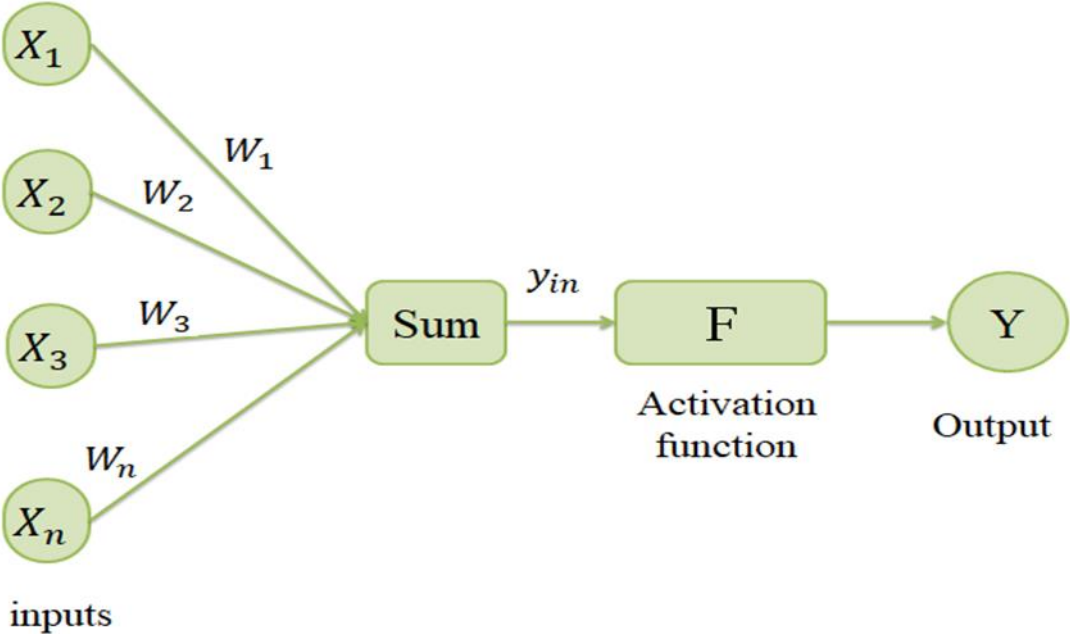 X₁
W₁
X₂
W₂
X₃
W₃
Xₙ
Wₙ
inputs
Sum
yᵢₙ
F
Activation
function
Y
Output